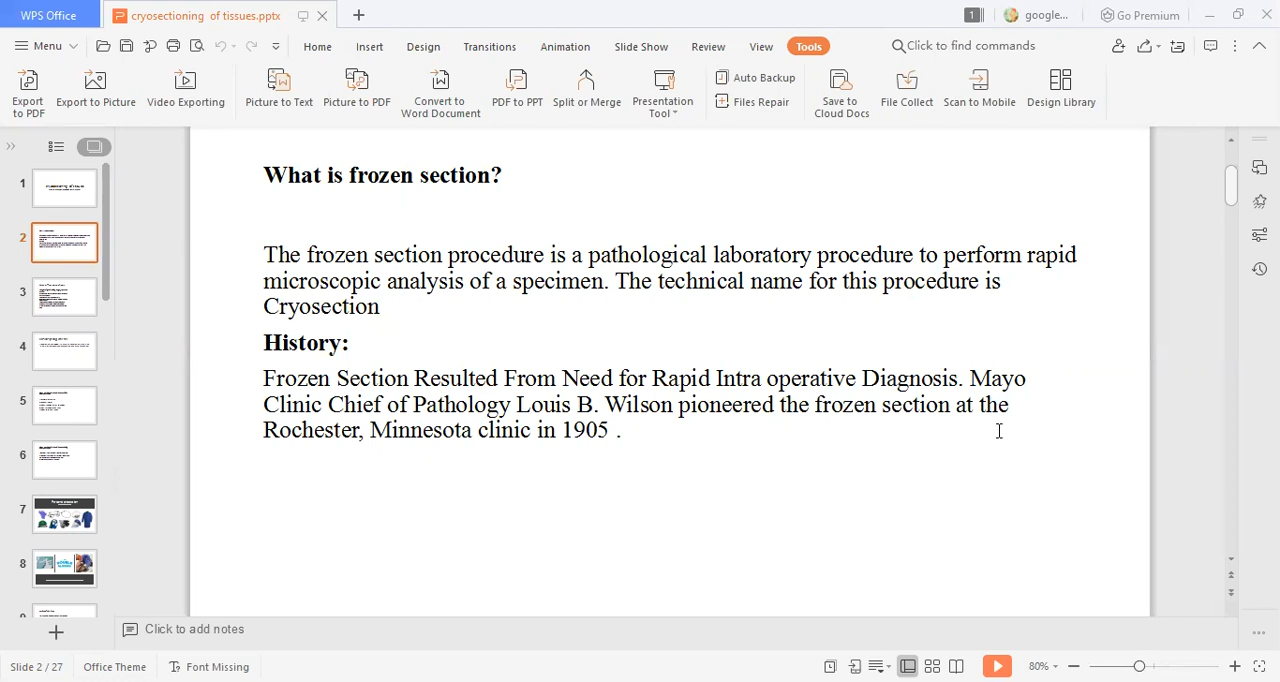 WPS Office
cryosectioning of tissues.pptx
1
google...
Go Premium
Menu
Home
Insert
Design
Transitions
Animation
Slide Show
Review
View
Tools
Click to find commands
Export to PDF
Export to Picture
Video Exporting
Picture to Text
Picture to PDF
Convert to Word Document
PDF to PPT
Split or Merge
Presentation Tool
Auto Backup
Files Repair
Save to Cloud Docs
File Collect
Scan to Mobile
Design Library
1
2
3
4
5
6
7
8
9
What is frozen section?
The frozen section procedure is a pathological laboratory procedure to perform rapid
microscopic analysis of a specimen. The technical name for this procedure is
Cryosection
History:
Frozen Section Resulted From Need for Rapid Intra operative Diagnosis. Mayo
Clinic Chief of Pathology Louis B. Wilson pioneered the frozen section at the
Rochester, Minnesota clinic in 1905 .
Click to add notes
Slide 2 / 27
Office Theme
Font Missing
80%